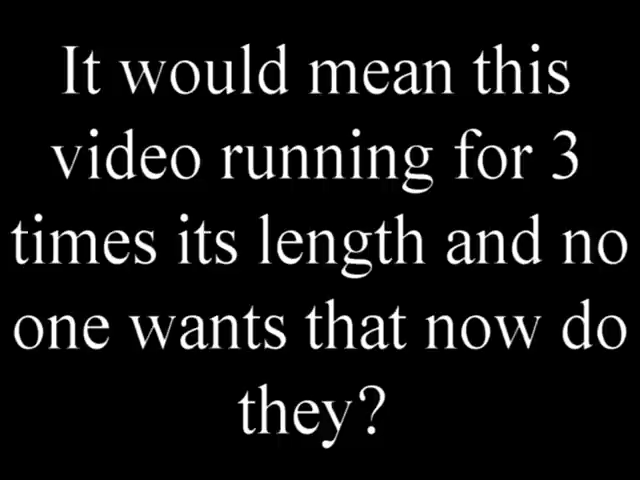 It would mean this
video running for 3
times its length and no
one wants that now do
they?